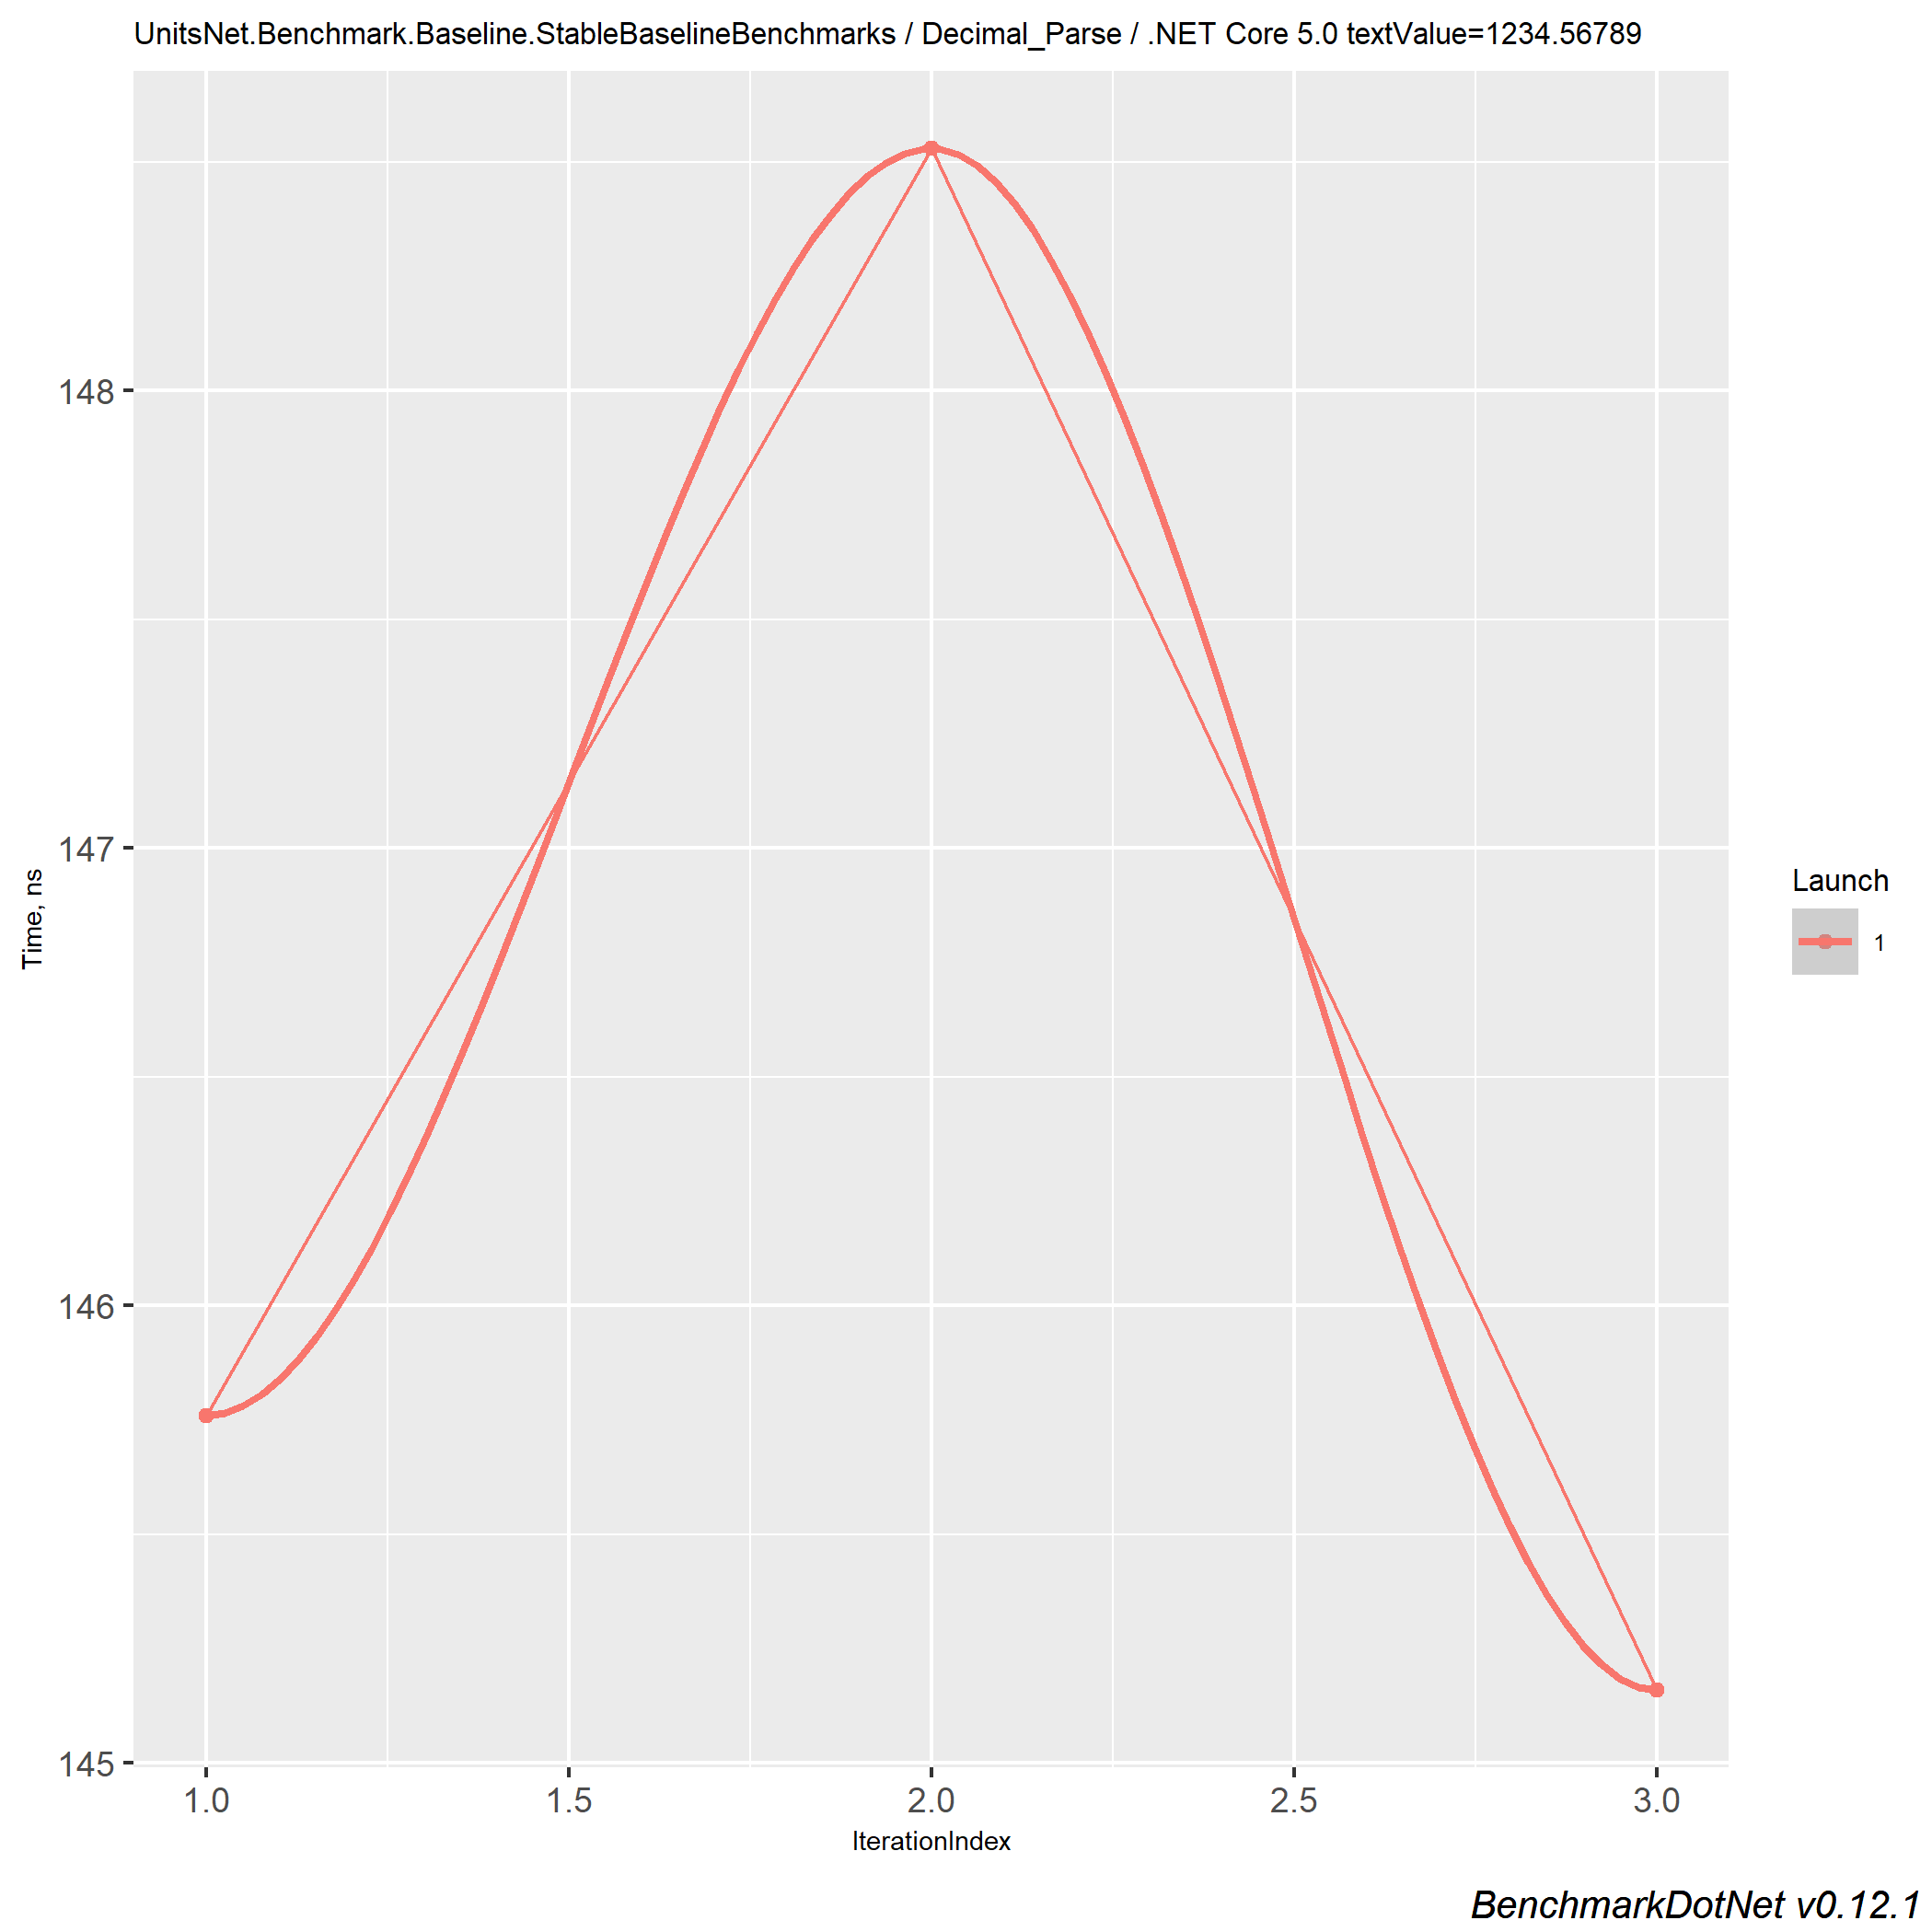 UnitsNet.Benchmark.Baseline.StableBaselineBenchmarks / Decimal_Parse / .NET Core 5.0 textValue=1234.56789
148
147
146
145
Time, ns
1.0 1.5 2.0 2.5 3.0
IterationIndex
Launch
1
BenchmarkDotNet v0.12.1